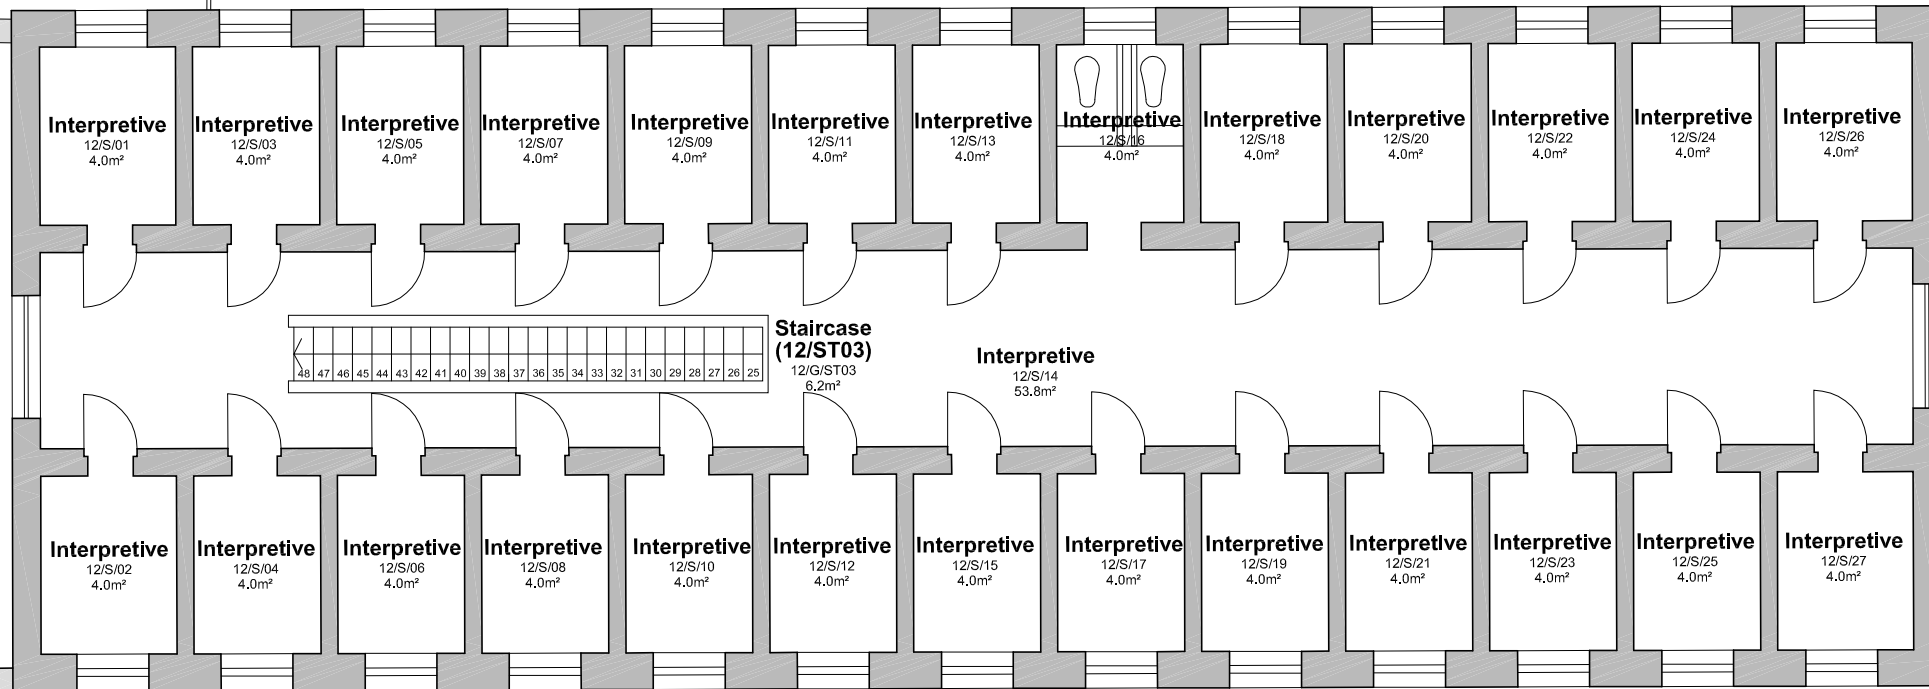 Interpretive
12/S/01
4.0m²
Interpretive
12/S/03
4.0m²
Interpretive
12/S/05
4.0m²
Interpretive
12/S/07
4.0m²
Interpretive
12/S/09
4.0m²
Interpretive
12/S/11
4.0m²
Interpretive
12/S/13
4.0m²
Interpretive
12/S/16
4.0m²
Interpretive
12/S/18
4.0m²
Interpretive
12/S/20
4.0m²
Interpretive
12/S/22
4.0m²
Interpretive
12/S/24
4.0m²
Interpretive
12/S/26
4.0m²
48 47 46 45 44 43 42 41 40 39 38 37 36 35 34 33 32 31 30 29 28 27 26 25
Staircase
(12/ST03)
12/G/ST03
6.2m²
Interpretive
12/S/14
53.8m²
Interpretive
12/S/02
4.0m²
Interpretive
12/S/04
4.0m²
Interpretive
12/S/06
4.0m²
Interpretive
12/S/08
4.0m²
Interpretive
12/S/10
4.0m²
Interpretive
12/S/12
4.0m²
Interpretive
12/S/15
4.0m²
Interpretive
12/S/17
4.0m²
Interpretive
12/S/19
4.0m²
Interpretive
12/S/21
4.0m²
Interpretive
12/S/23
4.0m²
Interpretive
12/S/25
4.0m²
Interpretive
12/S/27
4.0m²